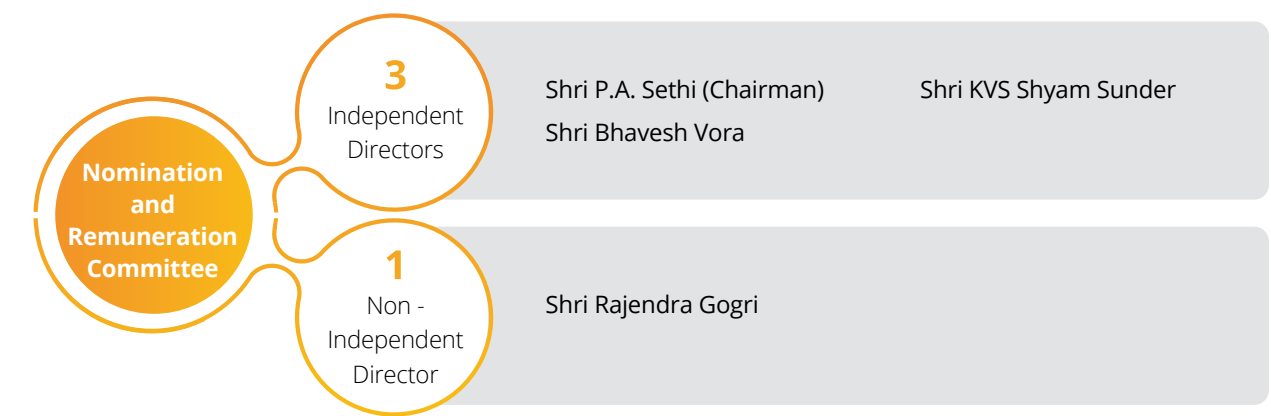 Nomination
and
Remuneration
Committee
3
Independent
Directors
Shri P.A. Sethi (Chairman)
Shri KVS Shyam Sunder
Shri Bhavesh Vora
1
Non -
Independent
Director
Shri Rajendra Gogri